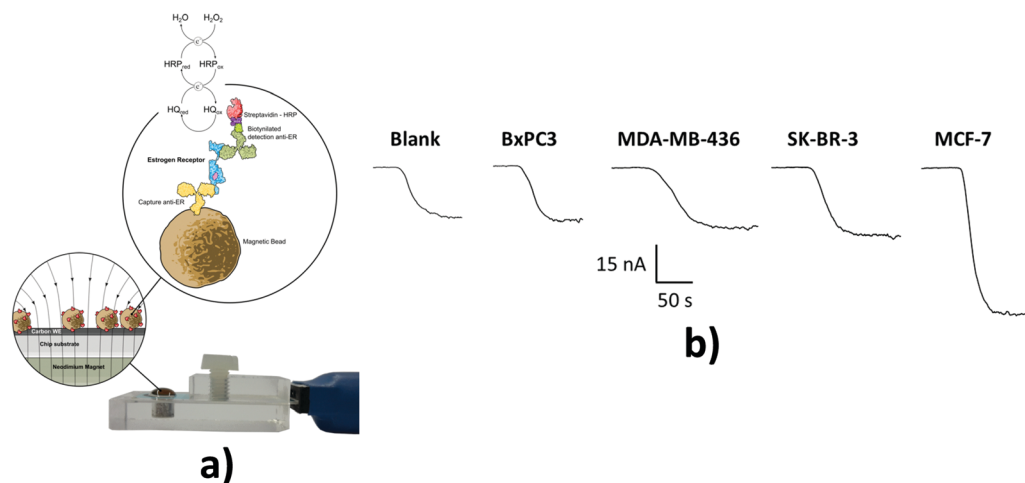 H₂O H₂O₂
e⁻
HRPred HRPox
e⁻
HQred HQox
Streptavidin - HRP
Biotynilated
detection anti-ER
Estrogen Receptor
Capture anti-ER
Magnetic Bead
Carbon WE
Chip substrate
Neodimium Magnet
a)
Blank BxPC3 MDA-MB-436 SK-BR-3 MCF-7
15 nA
50 s
b)